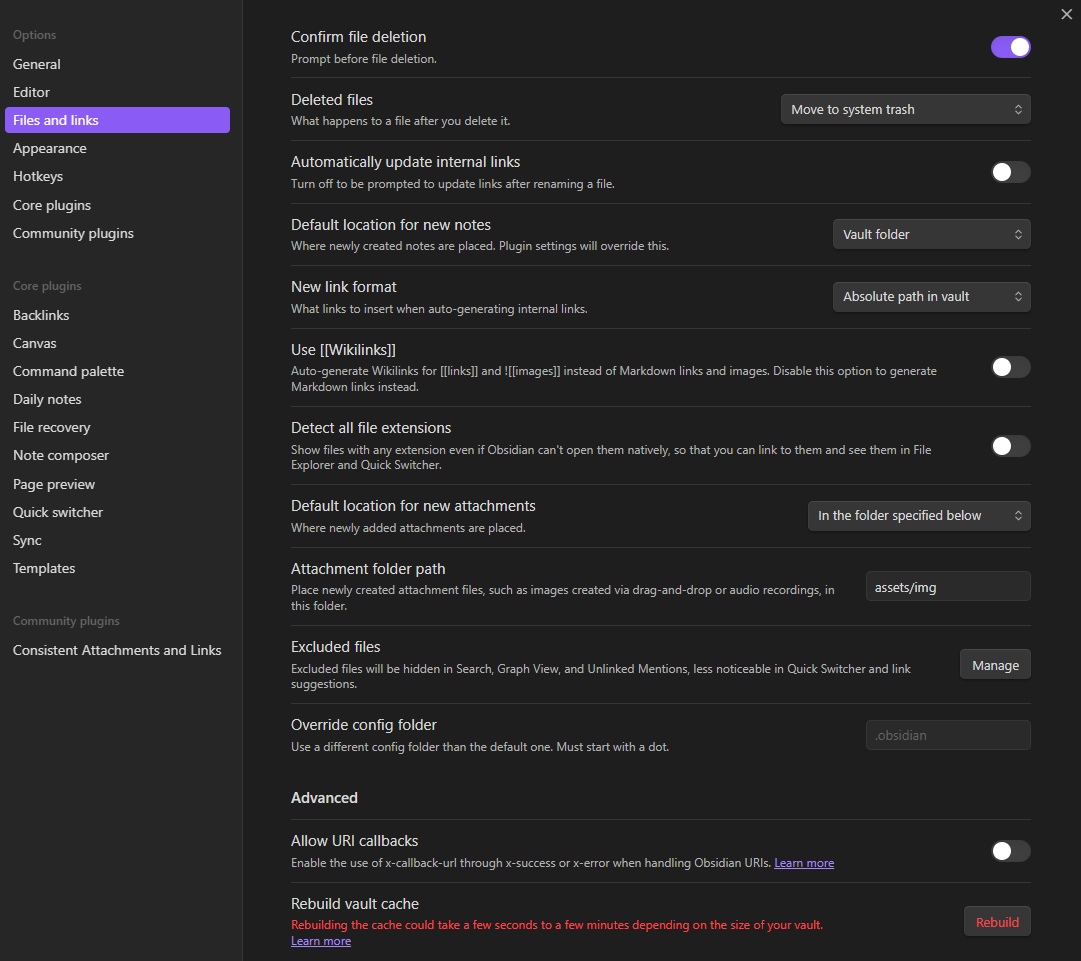 Options
General
Editor
Files and links
Appearance
Hotkeys
Core plugins
Community plugins
Core plugins
Backlinks
Canvas
Command palette
Daily notes
File recovery
Note composer
Page preview
Quick switcher
Sync
Templates
Community plugins
Consistent Attachments and Links
Confirm file deletion
Prompt before file deletion.
Deleted files
What happens to a file after you delete it.
Move to system trash
Automatically update internal links
Turn off to be prompted to update links after renaming a file.
Default location for new notes
Where newly created notes are placed. Plugin settings will override this.
Vault folder
New link format
What links to insert when auto-generating internal links.
Absolute path in vault
Use [[Wikilinks]]
Auto-generate Wikilinks for [[links]] and ![[images]] instead of Markdown links and images. Disable this option to generate
Markdown links instead.
Detect all file extensions
Show files with any extension even if Obsidian can't open them natively, so that you can link to them and see them in File
Explorer and Quick Switcher.
Default location for new attachments
Where newly added attachments are placed.
In the folder specified below
Attachment folder path
Place newly created attachment files, such as images created via drag-and-drop or audio recordings, in
this folder.
assets/img
Excluded files
Excluded files will be hidden in Search, Graph View, and Unlinked Mentions, less noticeable in Quick Switcher and link
suggestions.
Manage
Override config folder
Use a different config folder than the default one. Must start with a dot.
.obsidian
Advanced
Allow URI callbacks
Enable the use of x-callback-url through x-success or x-error when handling Obsidian URIs. Learn more
Rebuild vault cache
Rebuilding the cache could take a few seconds to a few minutes depending on the size of your vault.
Learn more
Rebuild